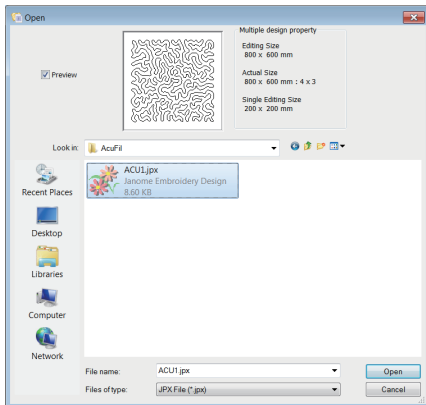 Open
Multiple design property
Editing Size
800 x 600 mm
Preview
Actual Size
800 x 600 mm : 4 x 3
Single Editing Size
200 x 200 mm
Look in:
AcuFil
ACU1.jpx
Janome Embroidery Design
8.60 KB
Recent Places
Desktop
Libraries
Computer
Network
File name:
ACU1.jpx
Open
Files of type:
JPX File (*.jpx)
Cancel